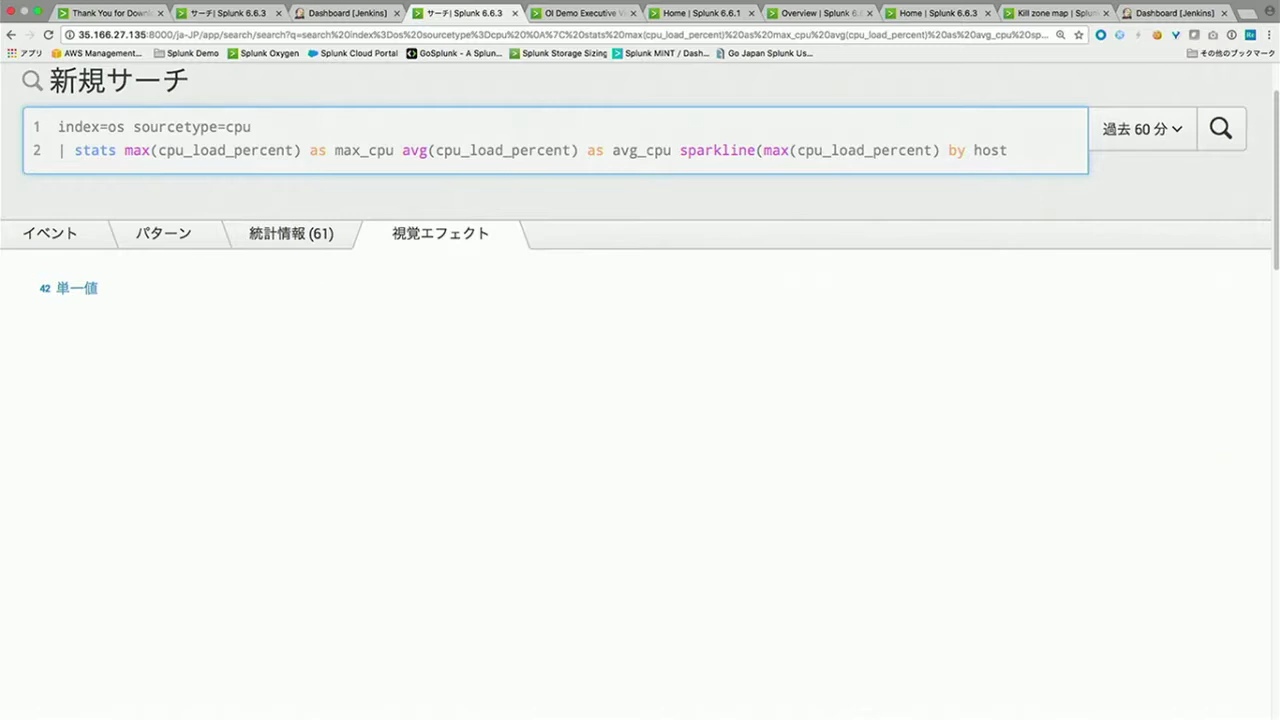 Thank You for Downl
サーチ| Splunk 6.6.3
Dashboard [Jenkins]
サーチ| Splunk 6.6.3
OI Demo Executive Vi
Home | Splunk 6.6.1
Overview | Splunk 6.
Home | Splunk 6.6.3
Kill zone map | Splun
Dashboard [Jenkins]
35.166.27.135:8000/ja-JP/app/search/search?q=search%20index%3Dos%20sourcetype%3Dcpu%20%0A%7C%20stats%20max(cpu_load_percent)%20as%20max_cpu%20avg(cpu_load_percent)%20as%20avg_cpu%20sp...
アプリ AWS Management... Splunk Demo Splunk Oxygen Splunk Cloud Portal GoSplunk - A Splun... Splunk Storage Sizing Splunk MINT / Dash... Go Japan Splunk Us... その他のブックマーク
新規サーチ
1 index=os sourcetype=cpu
2 | stats max(cpu_load_percent) as max_cpu avg(cpu_load_percent) as avg_cpu sparkline(max(cpu_load_percent) by host
過去 60 分
イベント パターン 統計情報 (61) 視覚エフェクト
42 単一値